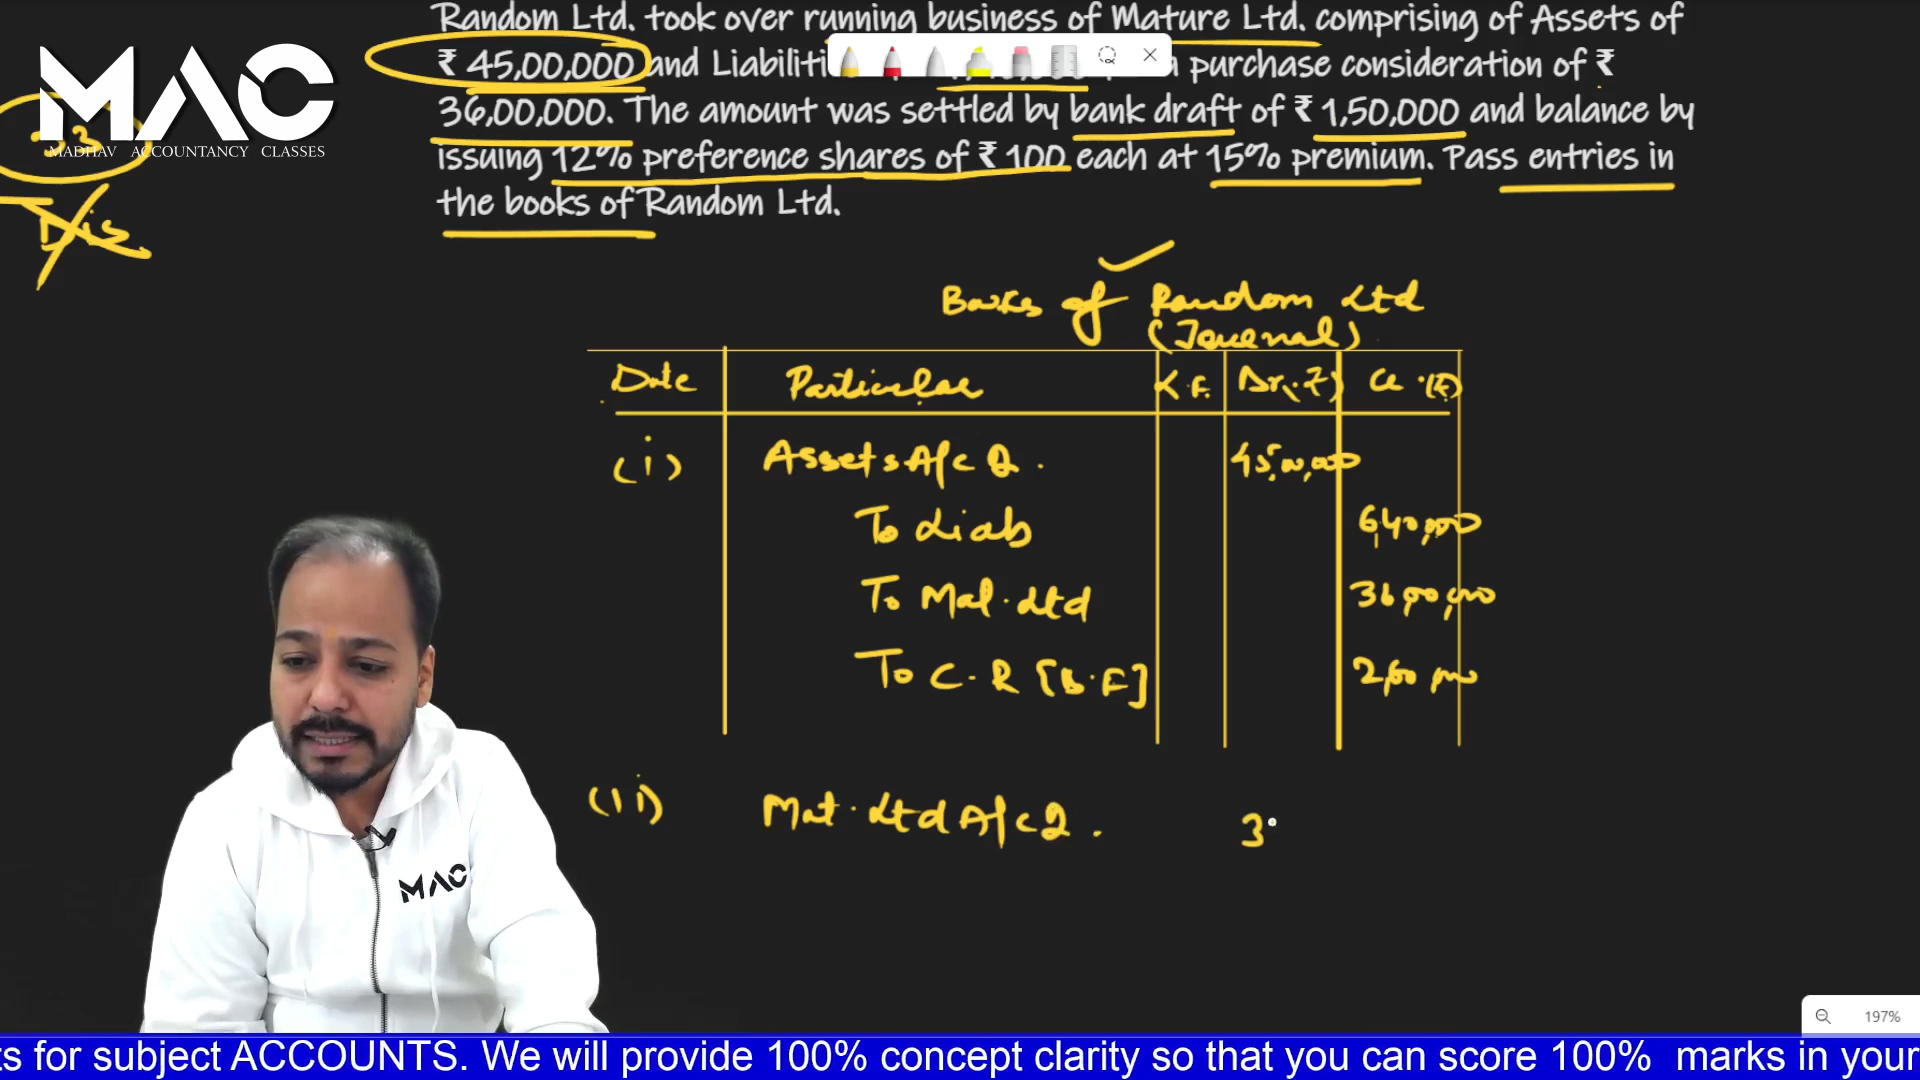 Random Ltd. took over running business of Mature Ltd. comprising of Assets of
₹ 45,00,000 and Liabiliti purchase consideration of ₹
36,00,000. The amount was settled by bank draft of ₹ 1,50,000 and balance by
issuing 12% preference shares of ₹ 100 each at 15% premium. Pass entries in
the books of Random Ltd.
MAC
MADHAV ACCOUNTANCY CLASSES
Dis
Books of Random Ltd
(Journal)
Date Particular L.F. Dr(₹) Cr.(₹)
(i) Assets A/c D. 45,00,000
To Liab 6,40,000
To Mat. Ltd 36,00,000
To C.R [B.F] 2,60,000
(ii) Mat. Ltd A/c D. 3
MAC
197%
ts for subject ACCOUNTS. We will provide 100% concept clarity so that you can score 100% marks in your